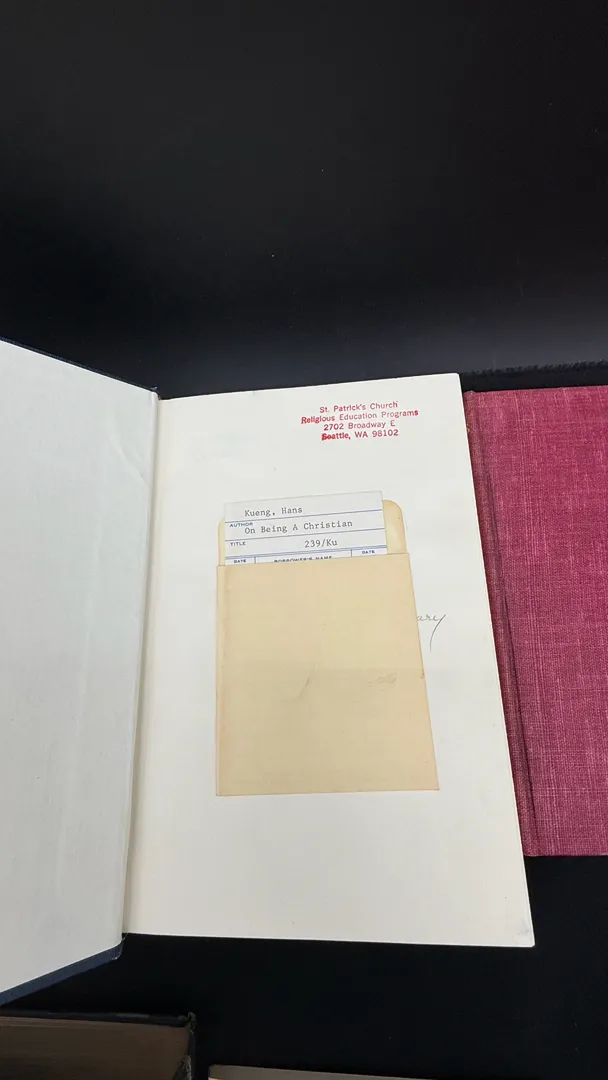 St. Patrick's Church
Religious Education Programs
2702 Broadway E
Seattle, WA 98102
Kueng, Hans
AUTHOR
On Being A Christian
TITLE
239/Ku
DATE BORROWER'S NAME DATE